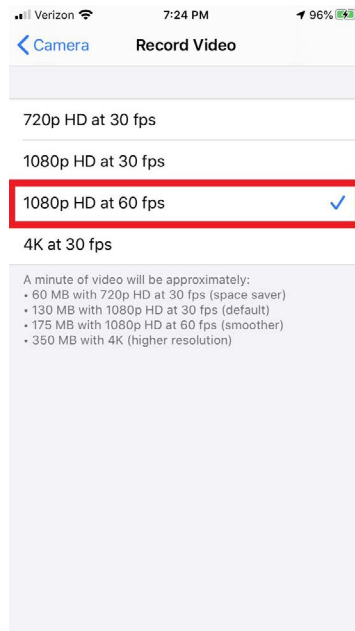 Verizon 7:24 PM 96%
Camera Record Video
720p HD at 30 fps
1080p HD at 30 fps
1080p HD at 60 fps
4K at 30 fps
A minute of video will be approximately:
• 60 MB with 720p HD at 30 fps (space saver)
• 130 MB with 1080p HD at 30 fps (default)
• 175 MB with 1080p HD at 60 fps (smoother)
• 350 MB with 4K (higher resolution)